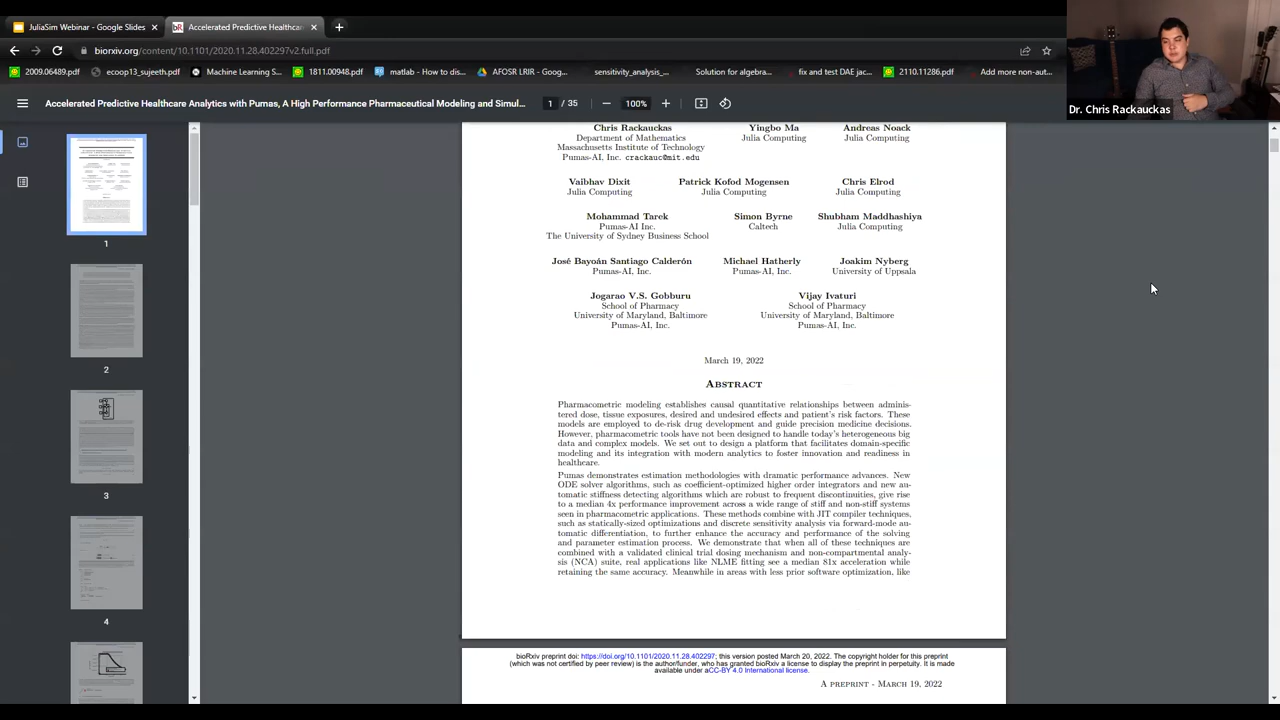 JuliaSim Webinar - Google Slides
Accelerated Predictive Healthcar
biorxiv.org/content/10.1101/2020.11.28.402297v2.full.pdf
2009.06489.pdf
ecoop13_sujeeth.pdf
Machine Learning S...
1811.00948.pdf
matlab - How to dis...
AFOSR LRIR - Goog...
sensitivity_analysis_...
Solution for algebra...
fix and test DAE jac...
2110.11286.pdf
Add more non-aut...
Dr. Chris Rackauckas
Accelerated Predictive Healthcare Analytics with Pumas, A High Performance Pharmaceutical Modeling and Simul...
1 / 35
100%
1
2
3
4
Chris Rackauckas
Department of Mathematics
Massachusetts Institute of Technology
Pumas-AI, Inc. crackauc@mit.edu
Yingbo Ma
Julia Computing
Andreas Noack
Julia Computing
Vaibhav Dixit
Julia Computing
Patrick Kofod Mogensen
Julia Computing
Chris Elrod
Julia Computing
Mohammad Tarek
Pumas-AI Inc.
The University of Sydney Business School
Simon Byrne
Caltech
Shubham Maddhashiya
Julia Computing
José Bayoán Santiago Calderón
Pumas-AI, Inc.
Michael Hatherly
Pumas-AI, Inc.
Joakim Nyberg
University of Uppsala
Jogarao V.S. Gobburu
School of Pharmacy
University of Maryland, Baltimore
Pumas-AI, Inc.
Vijay Ivaturi
School of Pharmacy
University of Maryland, Baltimore
Pumas-AI, Inc.
March 19, 2022
ABSTRACT
Pharmacometric modeling establishes causal quantitative relationships between adminis-
tered dose, tissue exposures, desired and undesired effects and patient's risk factors. These
models are employed to de-risk drug development and guide precision medicine decisions.
However, pharmacometric tools have not been designed to handle today's heterogeneous big
data and complex models. We set out to design a platform that facilitates domain-specific
modeling and its integration with modern analytics to foster innovation and readiness in
healthcare.
Pumas demonstrates estimation methodologies with dramatic performance advances. New
ODE solver algorithms, such as coefficient-optimized higher order integrators and new au-
tomatic stiffness detecting algorithms which are robust to frequent discontinuities, give rise
to a median 4x performance improvement across a wide range of stiff and non-stiff systems
seen in pharmacometric applications. These methods combine with JIT compiler techniques,
such as statically-sized optimizations and discrete sensitivity analysis via forward-mode au-
tomatic differentiation, to further enhance the accuracy and performance of the solving
and parameter estimation process. We demonstrate that when all of these techniques are
combined with a validated clinical trial dosing mechanism and non-compartmental analy-
sis (NCA) suite, real applications like NLME fitting see a median 81x acceleration while
retaining the same accuracy. Meanwhile in areas with less prior software optimization, like
bioRxiv preprint doi: https://doi.org/10.1101/2020.11.28.402297; this version posted March 20, 2022. The copyright holder for this preprint
(which was not certified by peer review) is the author/funder, who has granted bioRxiv a license to display the preprint in perpetuity. It is made
available under aCC-BY 4.0 International license.
A PREPRINT - MARCH 19, 2022